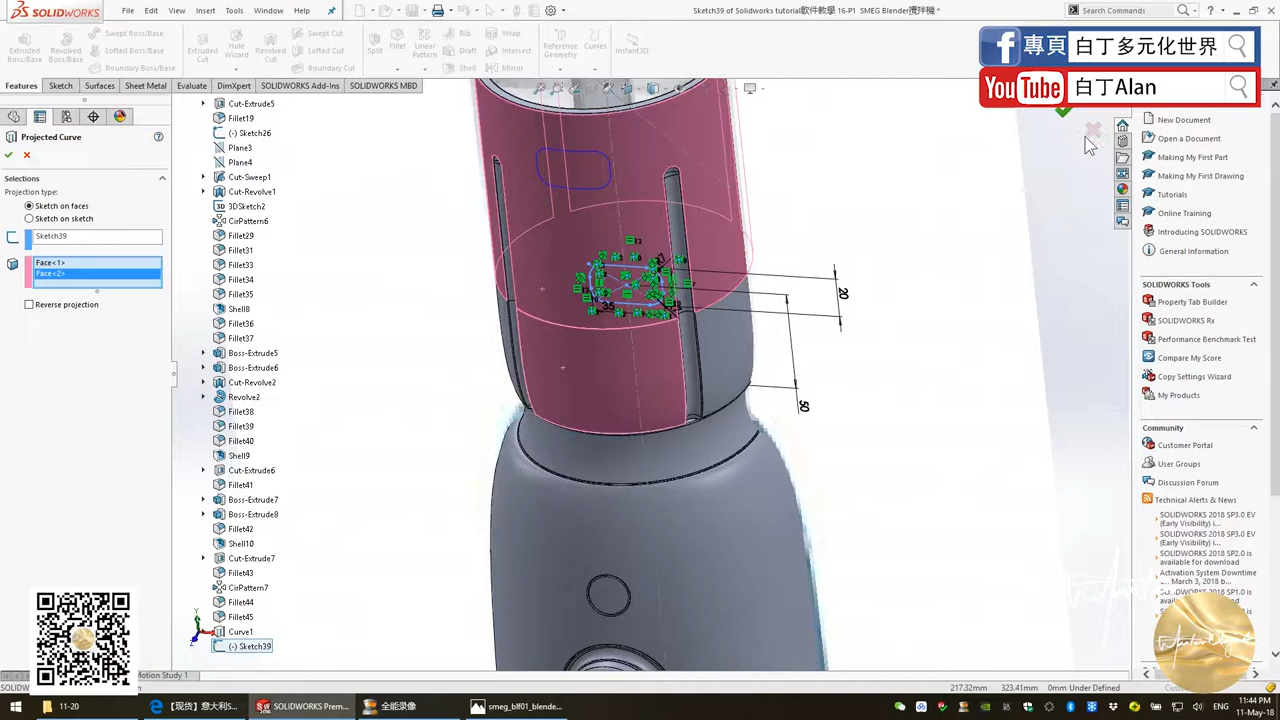 SOLIDWORKS
File
Edit
View
Insert
Tools
Window
Help
Sketch39 of Solidworks tutorial軟件教學 16-P1 SMEG Blender攪拌機 *
Search Commands
Extruded
Boss/Base
Revolved
Boss/Base
Swept Boss/Base
Lofted Boss/Base
Boundary Boss/Base
Extruded
Cut
Hole
Wizard
Revolved
Cut
Swept Cut
Lofted Cut
Boundary Cut
Split
Fillet
Linear
Pattern
Rib
Draft
Shell
Wrap
Intersect
Mirror
Reference
Geometry
Curves
Instant3D
專頁
白丁多元化世界
YouTube
白丁Alan
Features
Sketch
Surfaces
Sheet Metal
Evaluate
DimXpert
SOLIDWORKS Add-Ins
SOLIDWORKS MBD
Projected Curve
Selections
Projection type:
Sketch on faces
Sketch on sketch
Sketch39
Face<1>
Face<2>
Reverse projection
Cut-Extrude5
Fillet19
(-) Sketch26
Plane3
Plane4
Cut-Sweep1
Cut-Revolve1
3DSketch2
CirPattern6
Fillet29
Fillet31
Fillet33
Fillet34
Fillet35
Shell8
Fillet36
Fillet37
Boss-Extrude5
Boss-Extrude6
Cut-Revolve2
Revolve2
Fillet38
Fillet39
Fillet40
Shell9
Cut-Extrude6
Fillet41
Boss-Extrude7
Boss-Extrude8
Fillet42
Shell10
Cut-Extrude7
Fillet43
CirPattern7
Fillet44
Fillet45
Curve1
(-) Sketch39
20
35
50
New Document
Open a Document
Making My First Part
Making My First Drawing
Tutorials
Online Training
Introducing SOLIDWORKS
General Information
SOLIDWORKS Tools
Property Tab Builder
SOLIDWORKS Rx
Performance Benchmark Test
Compare My Score
Copy Settings Wizard
My Products
Community
Customer Portal
User Groups
Discussion Forum
Technical Alerts & News
SOLIDWORKS 2018 SP3.0 EV
(Early Visibility) i...
SOLIDWORKS 2018 SP3.0 EV
(Early Visibility) i...
SOLIDWORKS 2018 SP2.0 is
available for download
Activation System Downtime
Motion Study 1
217.32mm
323.41mm
0mm Under Defined
11-20
【现货】意大利S...
SOLIDWORKS Prem...
全能录像
smeg_blf01_blende...
11:44 PM
11-May-18